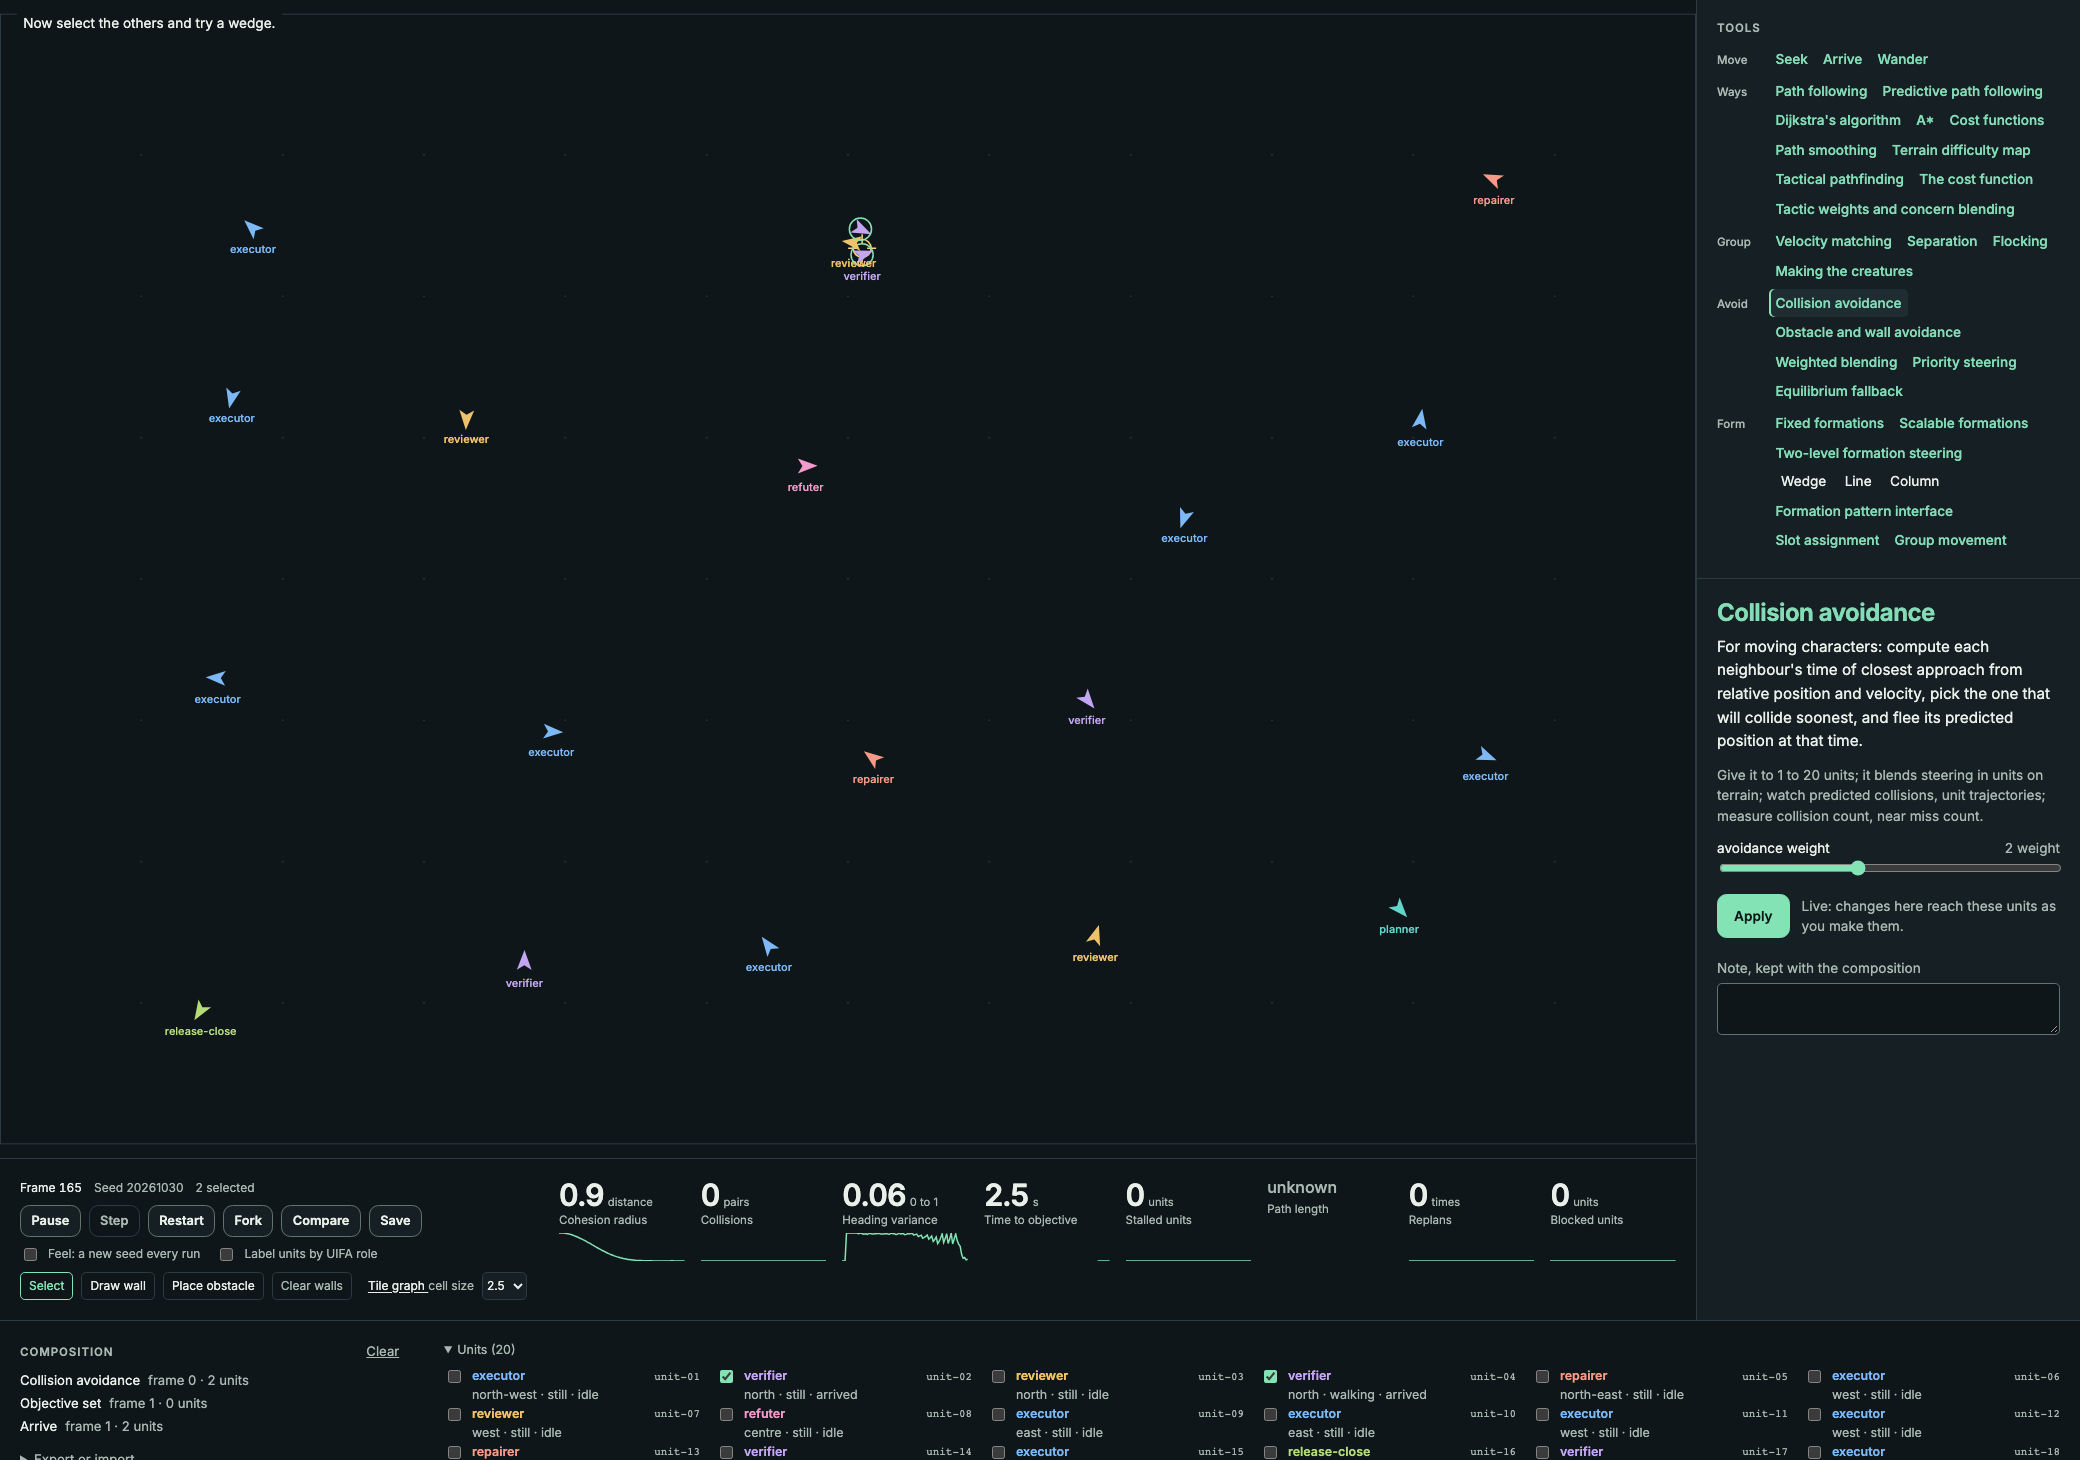 Now select the others and try a wedge.
executor
reviewer
verifier
repairer
executor
reviewer
refuter
executor
executor
executor
executor
verifier
repairer
executor
verifier
executor
reviewer
planner
release-close
TOOLS
Move Seek Arrive Wander
Ways Path following Predictive path following
Dijkstra's algorithm A* Cost functions
Path smoothing Terrain difficulty map
Tactical pathfinding The cost function
Tactic weights and concern blending
Group Velocity matching Separation Flocking
Making the creatures
Avoid Collision avoidance
Obstacle and wall avoidance
Weighted blending Priority steering
Equilibrium fallback
Form Fixed formations Scalable formations
Two-level formation steering
Wedge Line Column
Formation pattern interface
Slot assignment Group movement
Collision avoidance
For moving characters: compute each
neighbour's time of closest approach from
relative position and velocity, pick the one that
will collide soonest, and flee its predicted
position at that time.
Give it to 1 to 20 units; it blends steering in units on
terrain; watch predicted collisions, unit trajectories;
measure collision count, near miss count.
avoidance weight 2 weight
Apply Live: changes here reach these units as
you make them.
Note, kept with the composition
Frame 165 Seed 20261030 2 selected
Pause Step Restart Fork Compare Save
Feel: a new seed every run Label units by UIFA role
Select Draw wall Place obstacle Clear walls Tile graph cell size 2.5
0.9 distance
Cohesion radius
0 pairs
Collisions
0.06 0 to 1
Heading variance
2.5 s
Time to objective
0 units
Stalled units
unknown
Path length
0 times
Replans
0 units
Blocked units
COMPOSITION Clear
Collision avoidance frame 0 · 2 units
Objective set frame 1 · 0 units
Arrive frame 1 · 2 units
Export or import
Units (20)
executor unit-01 verifier unit-02 reviewer unit-03 verifier unit-04 repairer unit-05 executor unit-06
north-west · still · idle north · still · arrived north · still · idle north · walking · arrived north-east · still · idle west · still · idle
reviewer unit-07 refuter unit-08 executor unit-09 executor unit-10 executor unit-11 executor unit-12
west · still · idle centre · still · idle east · still · idle east · still · idle west · still · idle west · still · idle
repairer unit-13 verifier unit-14 executor unit-15 release-close unit-16 verifier unit-17 executor unit-18